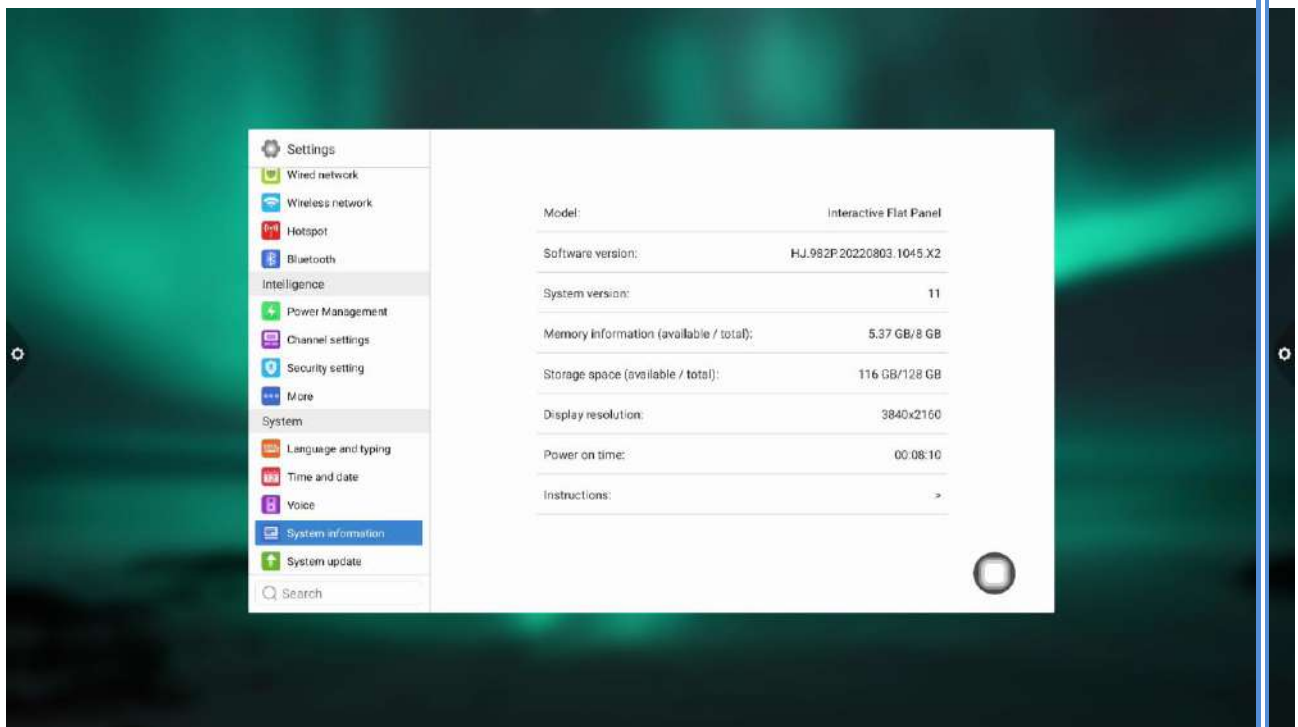 Settings
Wired network
Wireless network
Hotspot
Bluetooth
Intelligence
Power Management
Channel settings
Security setting
More
System
Language and typing
Time and date
Voice
System information
System update
Search
Model: Interactive Flat Panel
Software version: HJ.982P.20220803.1045.X2
System version: 11
Memory information (available / total): 5.37 GB/8 GB
Storage space (available / total): 116 GB/128 GB
Display resolution: 3840x2160
Power on time: 00:08:10
Instructions: >